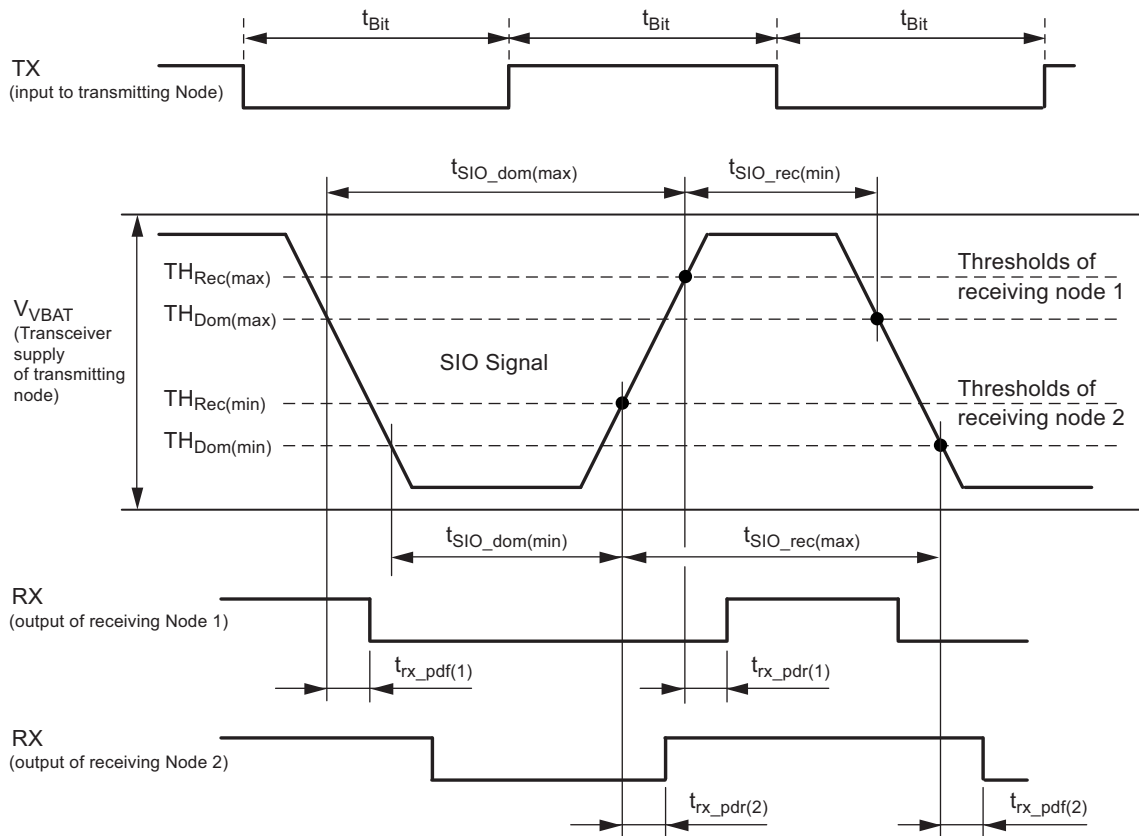 tBit
tBit
tBit
TX
(input to transmitting Node)
tSIO_dom(max)
tSIO_rec(min)
THRec(max)
Thresholds of
receiving node 1
THDom(max)
VVBAT
(Transceiver
supply
of transmitting
node)
SIO Signal
THRec(min)
Thresholds of
receiving node 2
THDom(min)
tSIO_dom(min)
tSIO_rec(max)
RX
(output of receiving Node 1)
trx_pdf(1)
trx_pdr(1)
RX
(output of receiving Node 2)
trx_pdr(2)
trx_pdf(2)